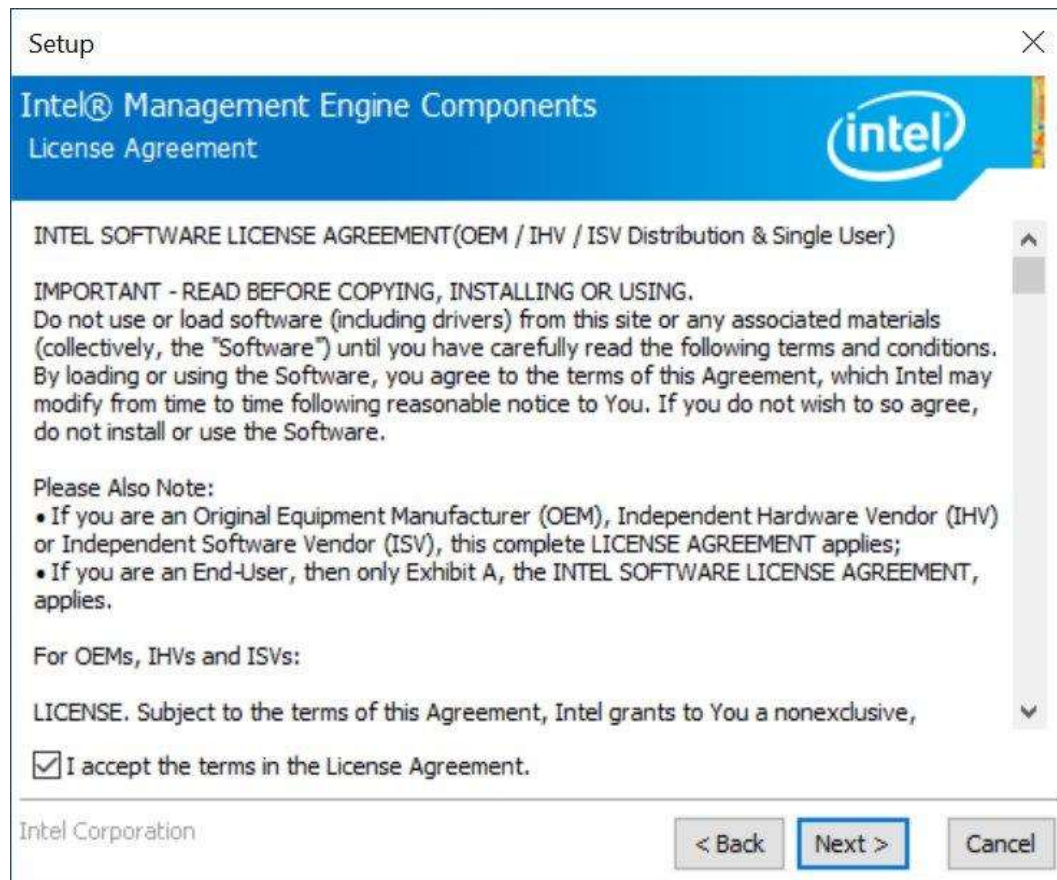 Setup
Intel® Management Engine Components
License Agreement
intel
INTEL SOFTWARE LICENSE AGREEMENT(OEM / IHV / ISV Distribution & Single User)
IMPORTANT - READ BEFORE COPYING, INSTALLING OR USING.
Do not use or load software (including drivers) from this site or any associated materials
(collectively, the "Software") until you have carefully read the following terms and conditions.
By loading or using the Software, you agree to the terms of this Agreement, which Intel may
modify from time to time following reasonable notice to You. If you do not wish to so agree,
do not install or use the Software.
Please Also Note:
• If you are an Original Equipment Manufacturer (OEM), Independent Hardware Vendor (IHV)
or Independent Software Vendor (ISV), this complete LICENSE AGREEMENT applies;
• If you are an End-User, then only Exhibit A, the INTEL SOFTWARE LICENSE AGREEMENT,
applies.
For OEMs, IHVs and ISVs:
LICENSE. Subject to the terms of this Agreement, Intel grants to You a nonexclusive,
I accept the terms in the License Agreement.
Intel Corporation
< Back Next > Cancel